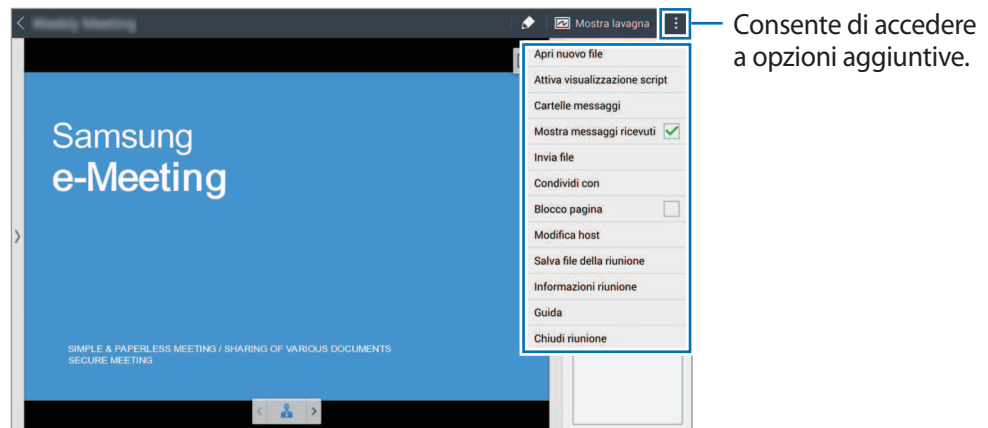 Mostra lavagna
Consente di accedere
a opzioni aggiuntive.
Apri nuovo file
Attiva visualizzazione script
Cartelle messaggi
Mostra messaggi ricevuti
Invia file
Condividi con
Blocco pagina
Modifica host
Salva file della riunione
Informazioni riunione
Guida
Chiudi riunione
Samsung
e-Meeting
SIMPLE & PAPERLESS MEETING / SHARING OF VARIOUS DOCUMENTS
SECURE MEETING